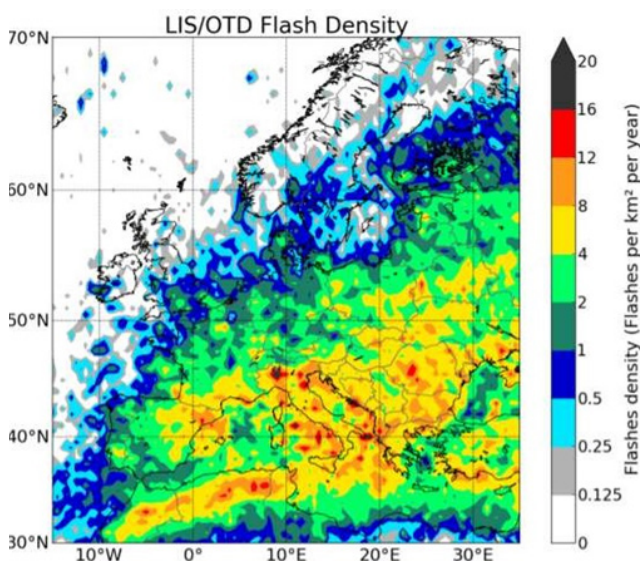 LIS/OTD Flash Density
70°N
60°N
50°N
40°N
30°N
10°W
0°
10°E
20°E
30°E
20
16
12
8
4
2
1
0.5
0.25
0.125
0
Flashes density (Flashes per km² per year)